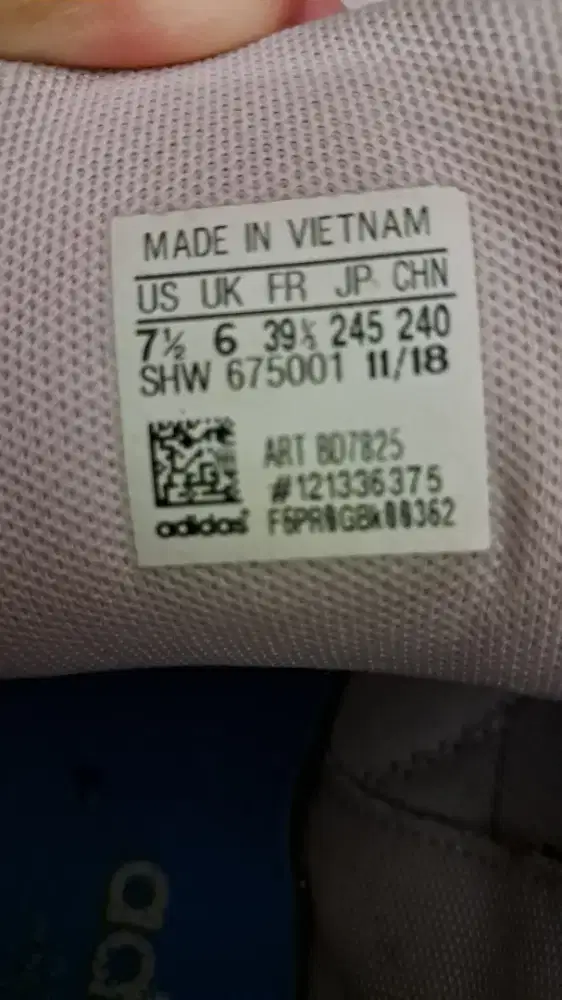 MADE IN VIETNAM
US UK FR JP CHN
7½ 6 39⅓ 245 240
SHW 675001 11/18
ART BD7825
#121336375
adidas
adi